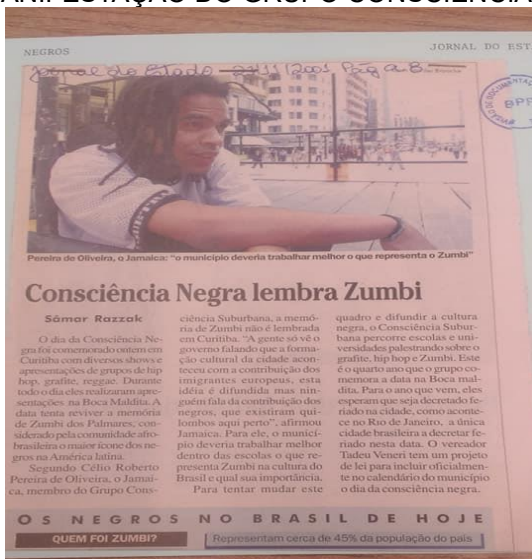 NIFESTAÇÃO DO GRUPO CONSCIÊNCIA
NEGROS
JORNAL DO EST
Jornal do Estado - 21/11/2001 Pág a.8
BPP
Pereira de Oliveira, o Jamaica: “o município deveria trabalhar melhor o que representa o Zumbi”
Consciência Negra lembra Zumbi
Sâmar Razzak
O dia da Consciência Ne-
gra foi comemorado ontem em
Curitiba com diversos shows e
apresentações de grupos de hip
hop, grafite, reggae. Durante
todo o dia eles realizaram apre-
sentações na Boca Maldita. A
data tenta reviver a memória
de Zumbi dos Palmares, con-
siderado pela comunidade afro-
brasileira o maior ícone dos ne-
gros na América latina.
Segundo Célio Roberto
Pereira de Oliveira, o Jamai-
ca, membro do Grupo Cons-
ciência Suburbana, a memó-
ria de Zumbi não é lembrada
em Curitiba. “A gente só vê o
governo falando que a forma-
ção cultural da cidade acon-
teceu com a contribuição dos
imigrantes europeus, esta
idéia é difundida mas nin-
guém fala da contribuição dos
negros, que existiram qui-
lombos aqui perto”, afirmou
Jamaica. Para ele, o municí-
pio deveria trabalhar melhor
dentro das escolas o que re-
presenta Zumbi na cultura do
Brasil e qual sua importância.
Para tentar mudar este
quadro e difundir a cultura
negra, o Consciência Subur-
bana percorre escolas e uni-
versidades palestrando sobre o
grafite, hip hop e Zumbi. Este
é o quarto ano que o grupo co-
memora a data na Boca mal-
dita. Para o ano que vem, eles
esperam que seja decretado fe-
riado na cidade, como aconte-
ce no Rio de Janeiro, a única
cidade brasileira a decretar fe-
riado nesta data. O vereador
Tadeu Veneri tem um projeto
de lei para incluir oficialmen-
te no calendário do município
o dia da consciência negra.
OS NEGROS NO BRASIL DE HOJE
QUEM FOI ZUMBI?
Representam cerca de 45% da população do país